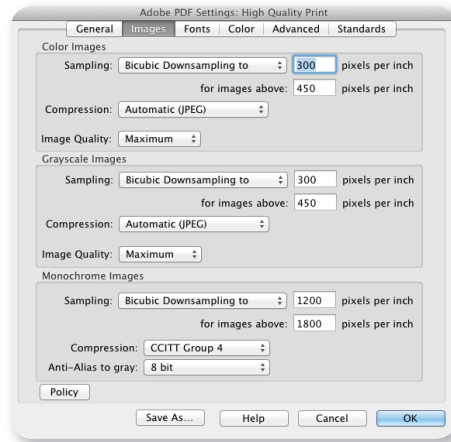 Adobe PDF Settings: High Quality Print
General Images Fonts Color Advanced Standards
Color Images
Sampling: Bicubic Downsampling to 300 pixels per inch
for images above: 450 pixels per inch
Compression: Automatic (JPEG)
Image Quality: Maximum
Grayscale Images
Sampling: Bicubic Downsampling to 300 pixels per inch
for images above: 450 pixels per inch
Compression: Automatic (JPEG)
Image Quality: Maximum
Monochrome Images
Sampling: Bicubic Downsampling to 1200 pixels per inch
for images above: 1800 pixels per inch
Compression: CCITT Group 4
Anti-Alias to gray: 8 bit
Policy
Save As... Help Cancel OK